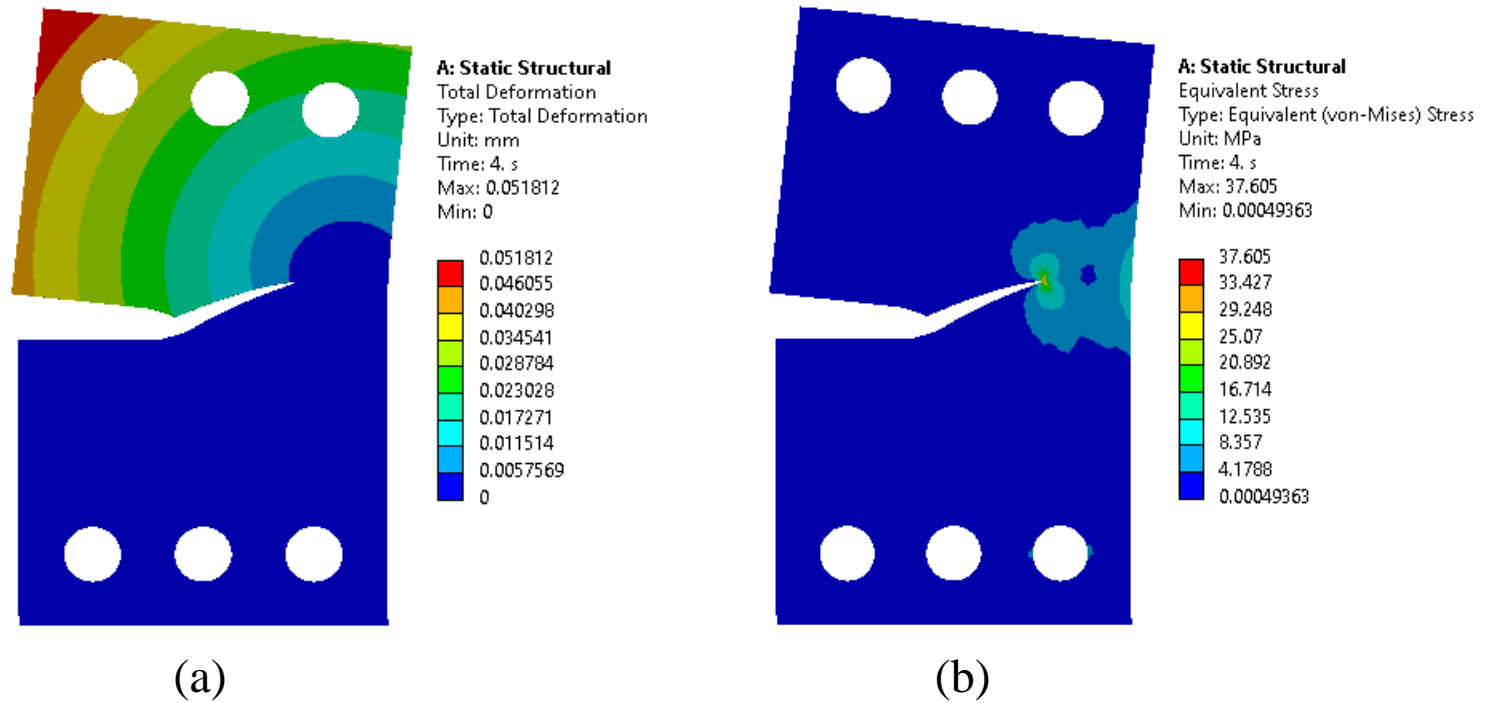 A: Static Structural
Total Deformation
Type: Total Deformation
Unit: mm
Time: 4. s
Max: 0.051812
Min: 0
0.051812
0.046055
0.040298
0.034541
0.028784
0.023028
0.017271
0.011514
0.0057569
0
(a)
A: Static Structural
Equivalent Stress
Type: Equivalent (von-Mises) Stress
Unit: MPa
Time: 4. s
Max: 37.605
Min: 0.00049363
37.605
33.427
29.248
25.07
20.892
16.714
12.535
8.357
4.1788
0.00049363
(b)